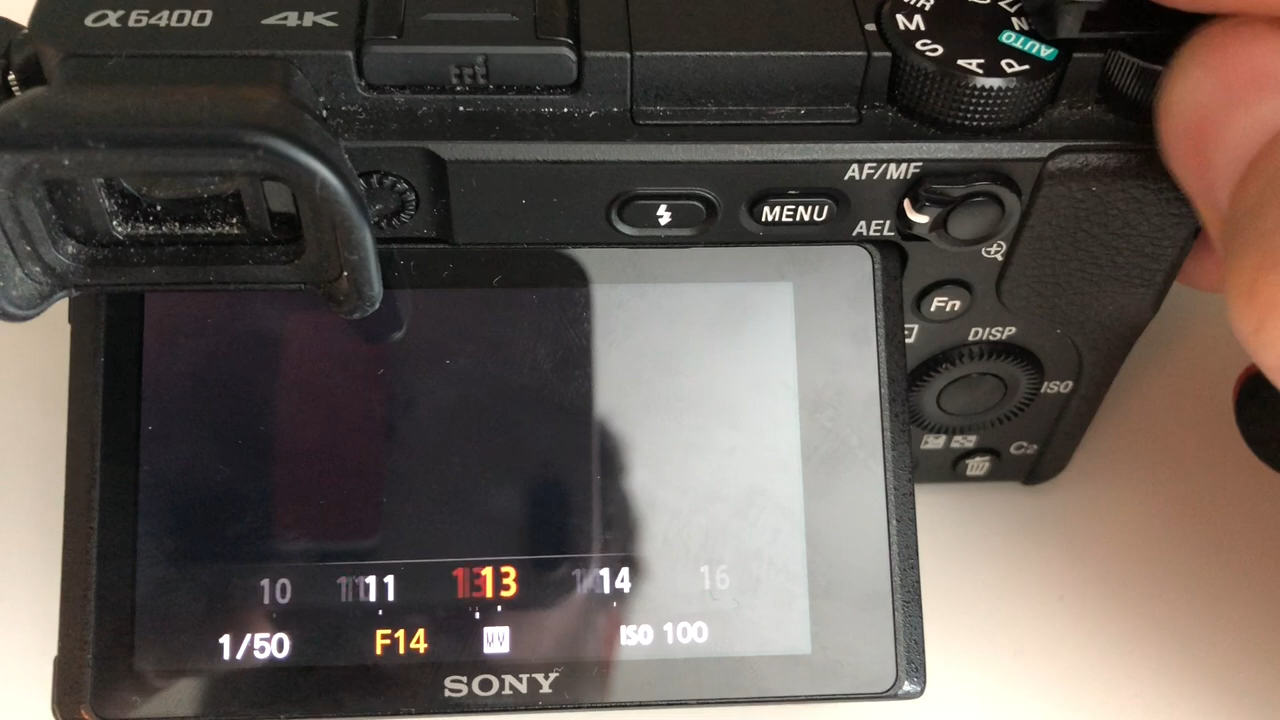 α6400 4K
MR
M
S
A
P
AUTO
MENU
AF/MF
AEL
Fn
DISP
ISO
C2
10 11 13 14 16
1/50 F14 ISO 100
SONY